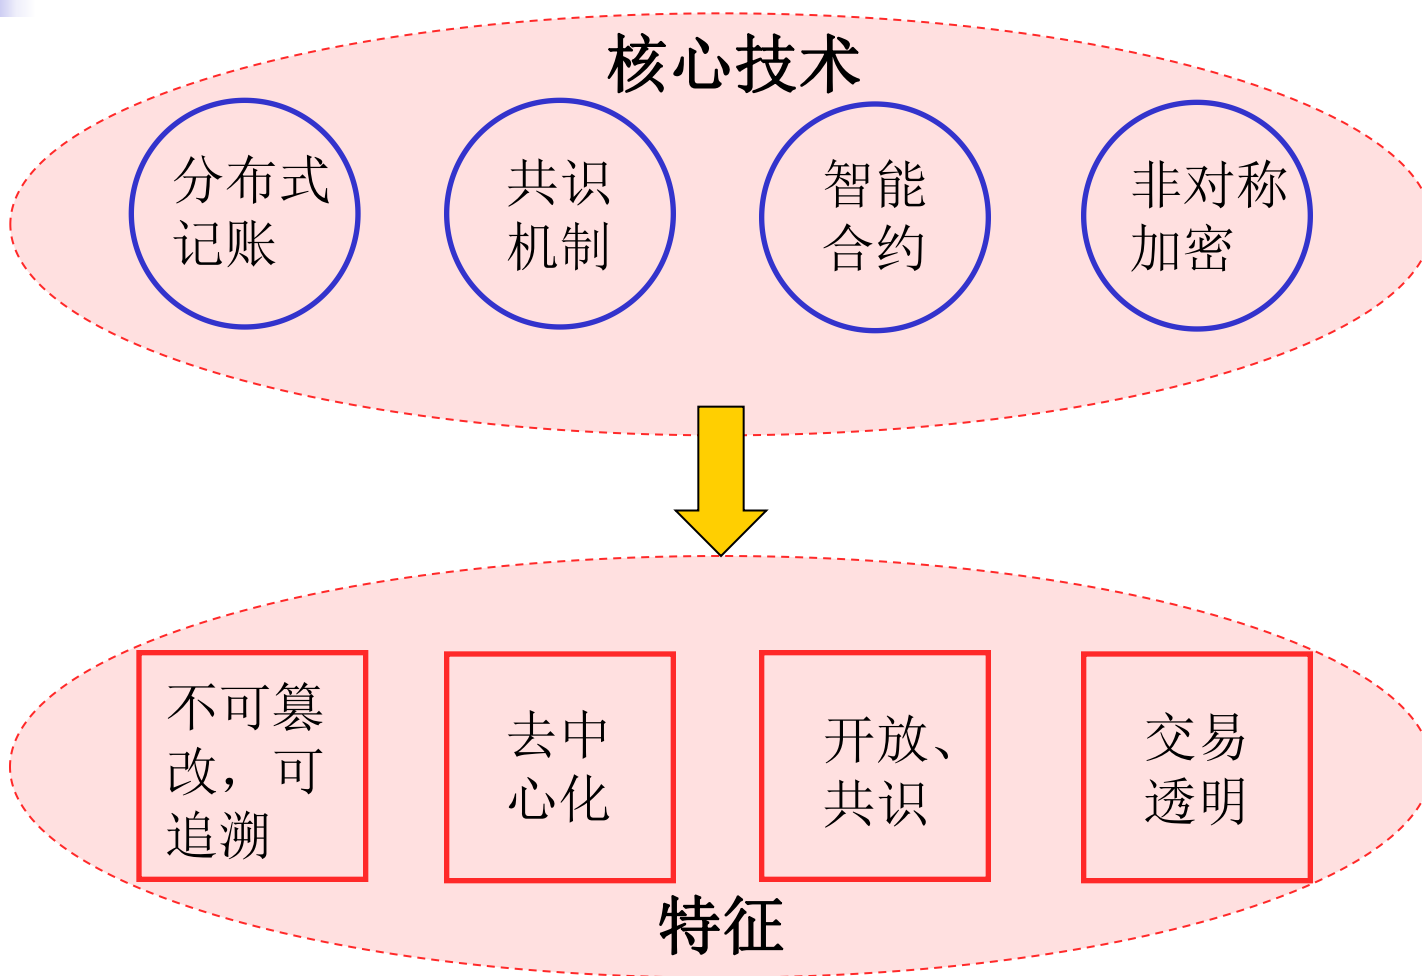 核心技术
分布式
记账
共识
机制
智能
合约
非对称
加密
不可篡
改，可
追溯
去中
心化
开放、
共识
交易
透明
特征